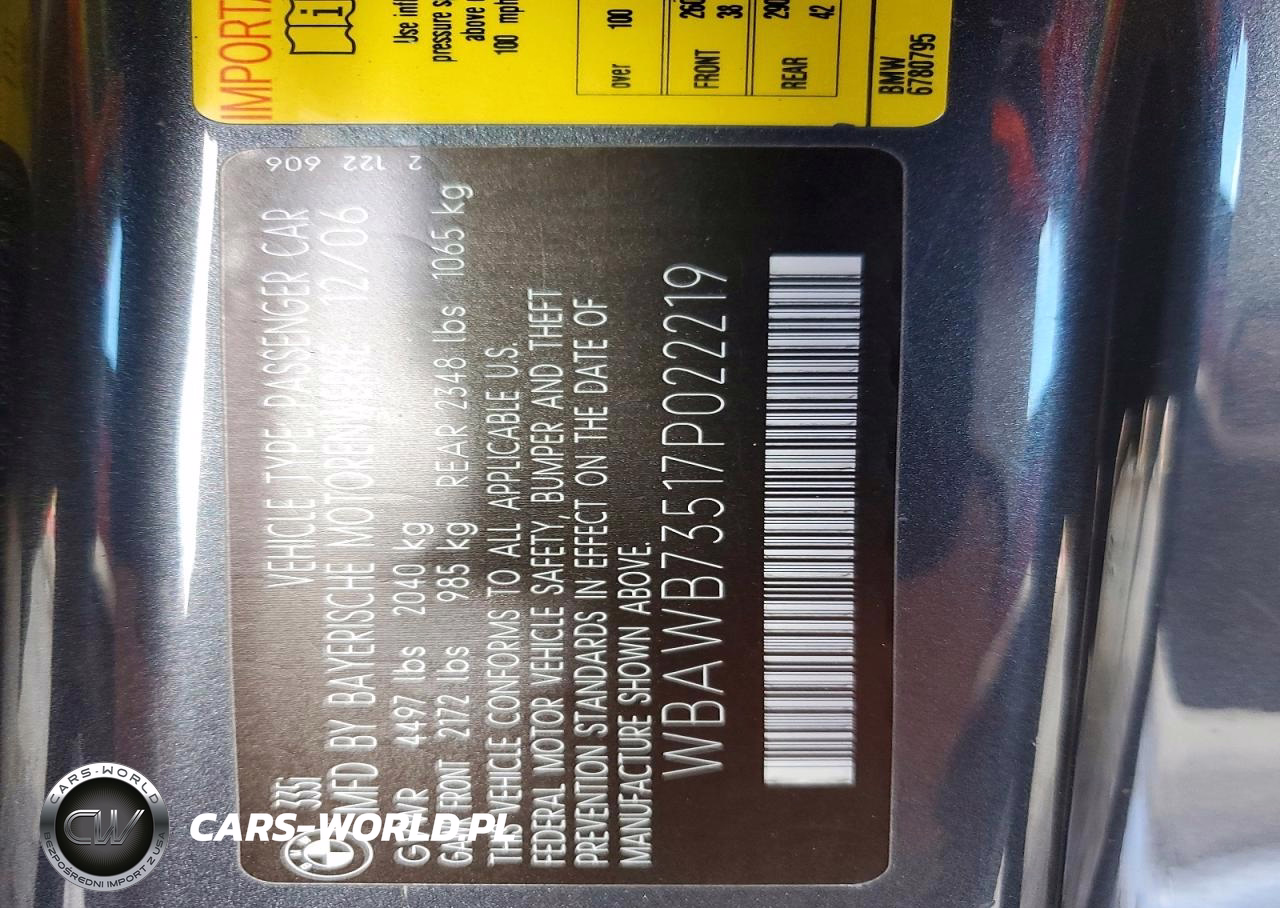 IMPORTA
Use inf
pressure s
above
100 mph
over 100
FRONT 260
38
REAR 290
42
BMW
6780795
2 122 606
335i
VEHICLE TYPE: PASSENGER CAR
MFD BY BAYERISCHE MOTOREN WERKE 12/06
GVWR 4497 lbs 2040 kg
GAWR FRONT 2172 lbs 985 kg REAR 2348 lbs 1065 kg
THIS VEHICLE CONFORMS TO ALL APPLICABLE U.S.
FEDERAL MOTOR VEHICLE SAFETY, BUMPER AND THEFT
PREVENTION STANDARDS IN EFFECT ON THE DATE OF
MANUFACTURE SHOWN ABOVE.
WBAWB73517P022219
CARS-WORLD
CW
BEZPOŚREDNI IMPORT Z USA
CARS-WORLD.PL